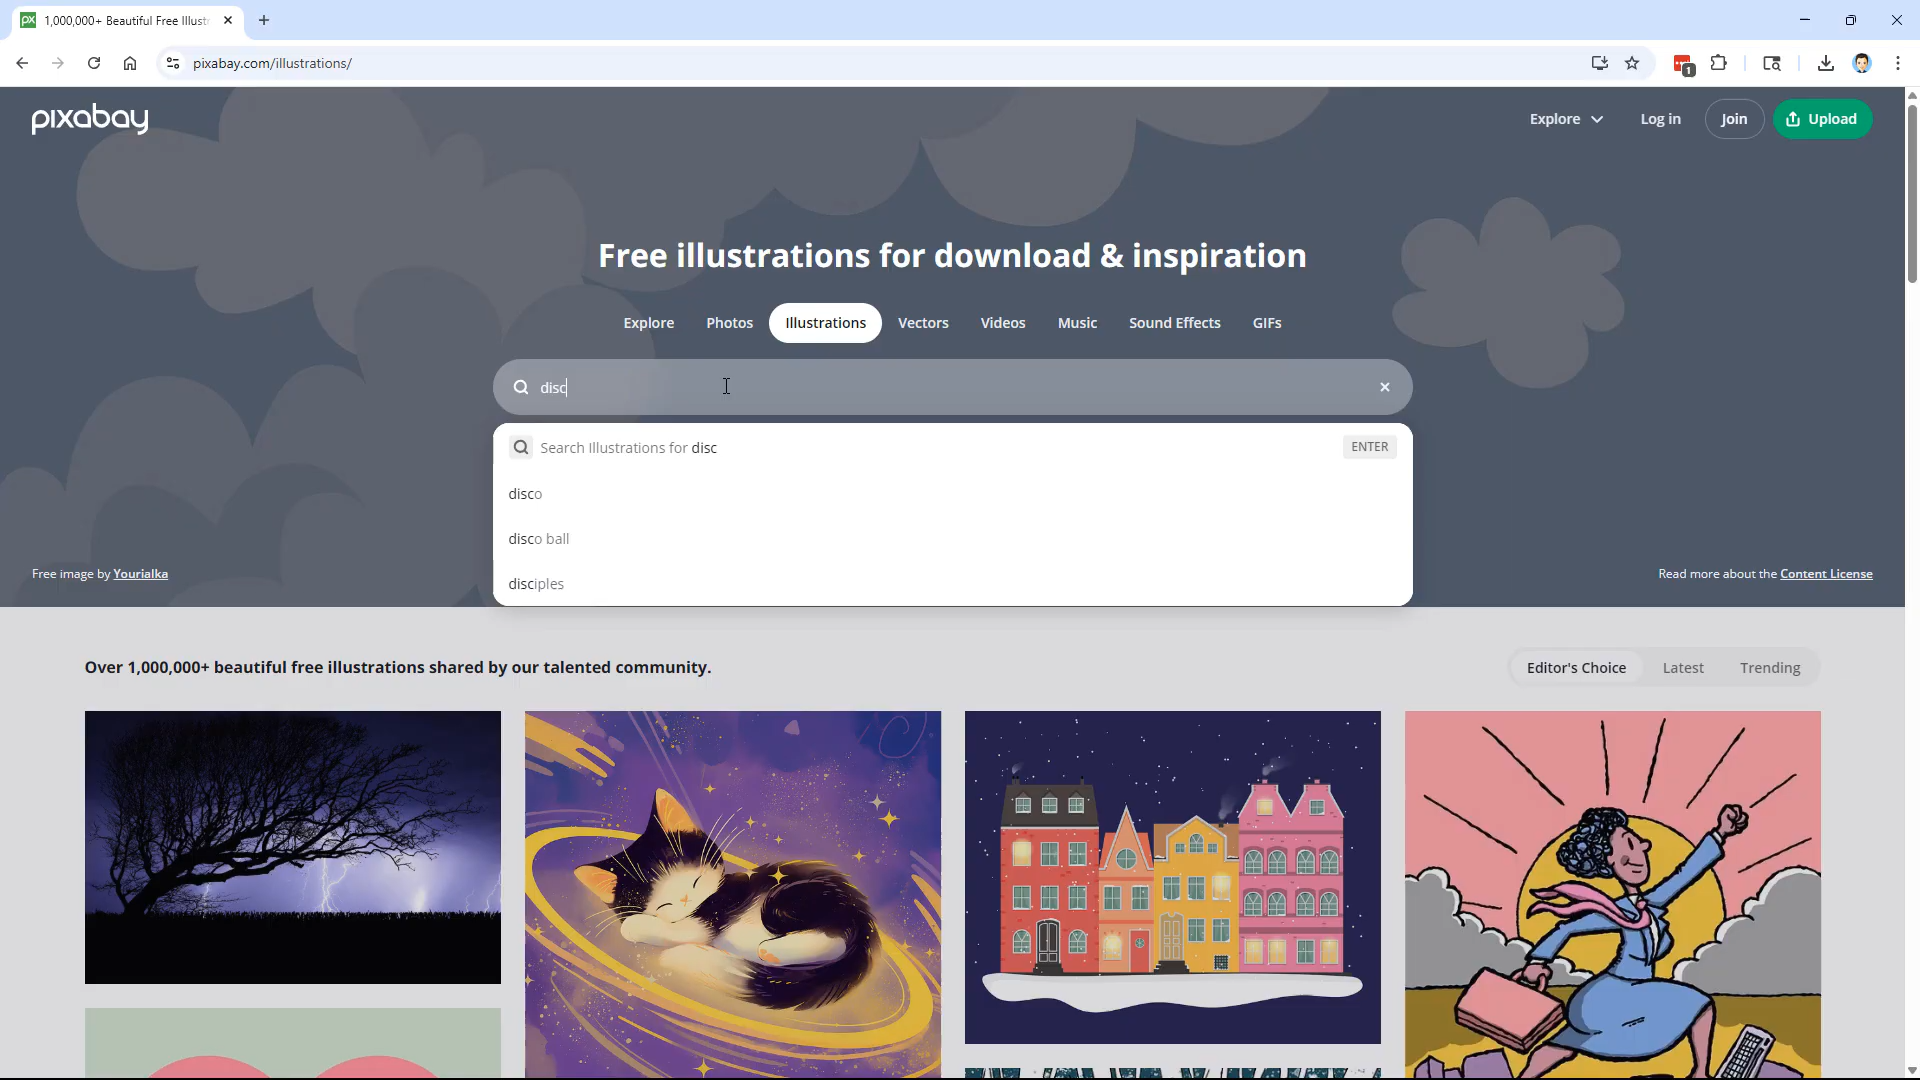 1,000,000+ Beautiful Free Illust
pixabay.com/illustrations/
1
pixabay
Explore
Log in
Join
Upload
Free illustrations for download & inspiration
Explore
Photos
Illustrations
Vectors
Videos
Music
Sound Effects
GIFs
disc
Search Illustrations for disc
ENTER
disco
disco ball
disciples
Free image by Yourialka
Read more about the Content License
Over 1,000,000+ beautiful free illustrations shared by our talented community.
Editor's Choice
Latest
Trending